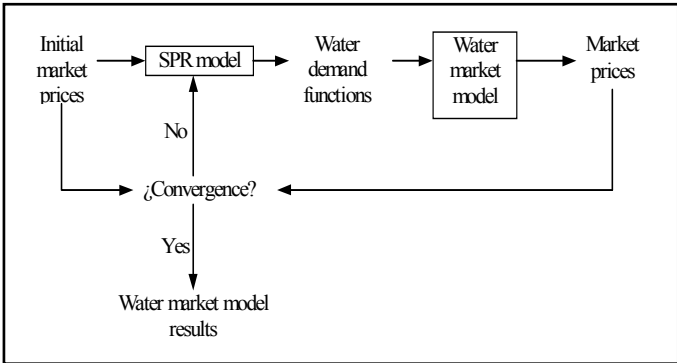 Initial
market
prices
SPR model
Water
demand
functions
Water
market
model
Market
prices
No
¿Convergence?
Yes
Water market model
results